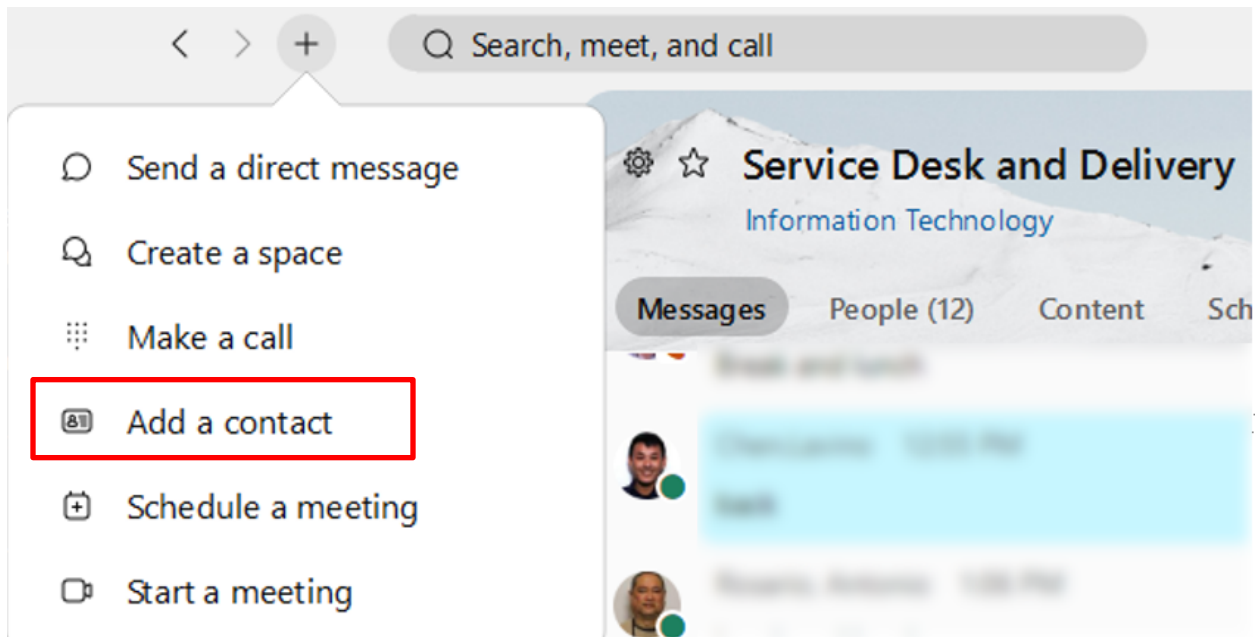 Search, meet, and call
Send a direct message
Create a space
Make a call
Add a contact
Schedule a meeting
Start a meeting
Service Desk and Delivery
Information Technology
Messages People (12) Content Sch